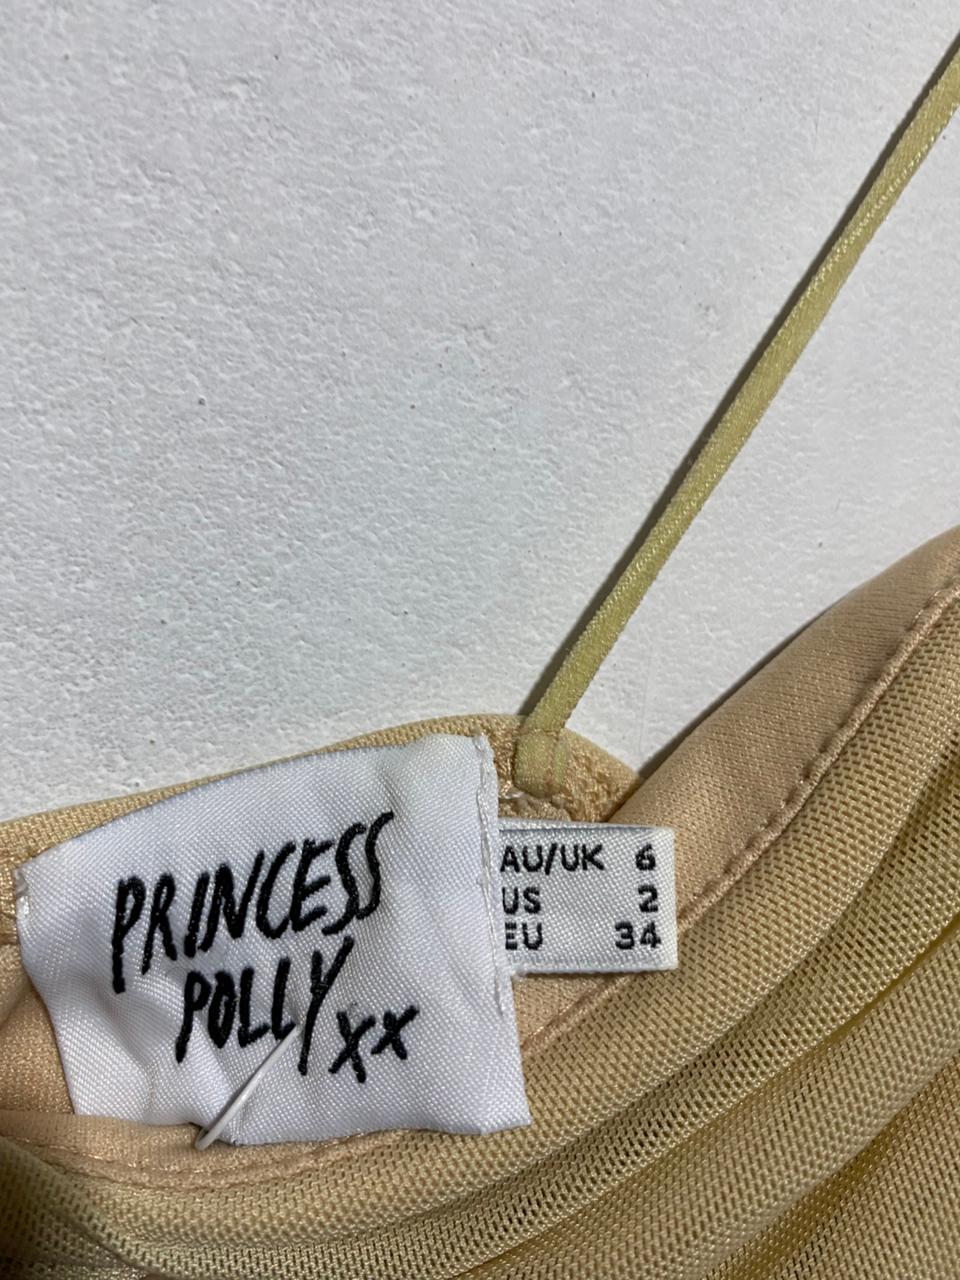 PRINCESS
POLLY xx
AU/UK 6
US 2
EU 34